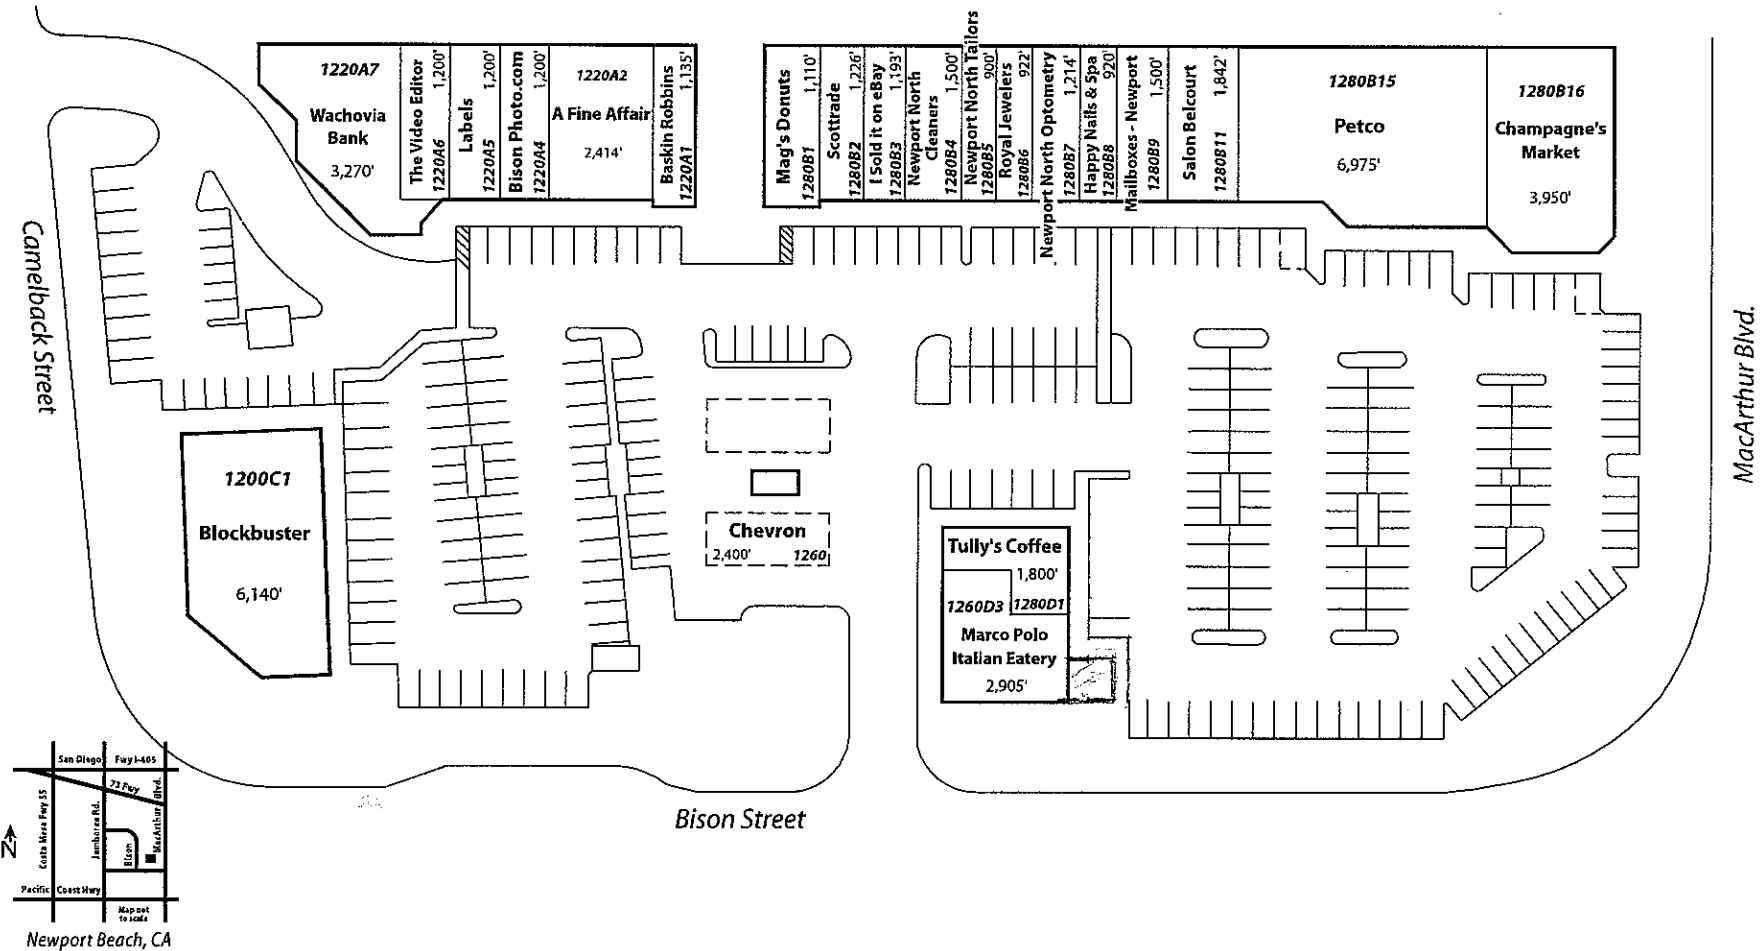 1220A7
Wachovia
Bank
3,270'
The Video Editor
1220A6 1,200'
Labels
1220A5 1,200'
Bison Photo.com
1220A4 1,200'
1220A2
A Fine Affair
2,414'
Baskin Robbins
1220A1 1,135'
Mag's Donuts
1280B1 1,110'
Scottrade
1280B2 1,226'
I Sold it on eBay
1280B3 1,193'
Newport North
Cleaners
1280B4 1,500'
Newport North Tailors
1280B5 900'
Royal Jewelers
1280B6 922'
Newport North Optometry
1280B7 1,214'
Happy Nails & Spa
1280B8 920'
Mailboxes - Newport
1280B9 1,500'
Salon Belcourt
1280B11 1,842'
1280B15
Petco
6,975'
1280B16
Champagne's
Market
3,950'
Camelback Street
MacArthur Blvd.
1200C1
Blockbuster
6,140'
Chevron
2,400' 1260
Tully's Coffee
1,800'
1260D3 1280D1
Marco Polo
Italian Eatery
2,905'
Bison Street
San Diego Fwy I-405
73 Fwy
Costa Mesa Fwy 55
Jamboree Rd.
Bison
MacArthur Blvd.
N
Pacific Coast Hwy
Map not
to scale
Newport Beach, CA